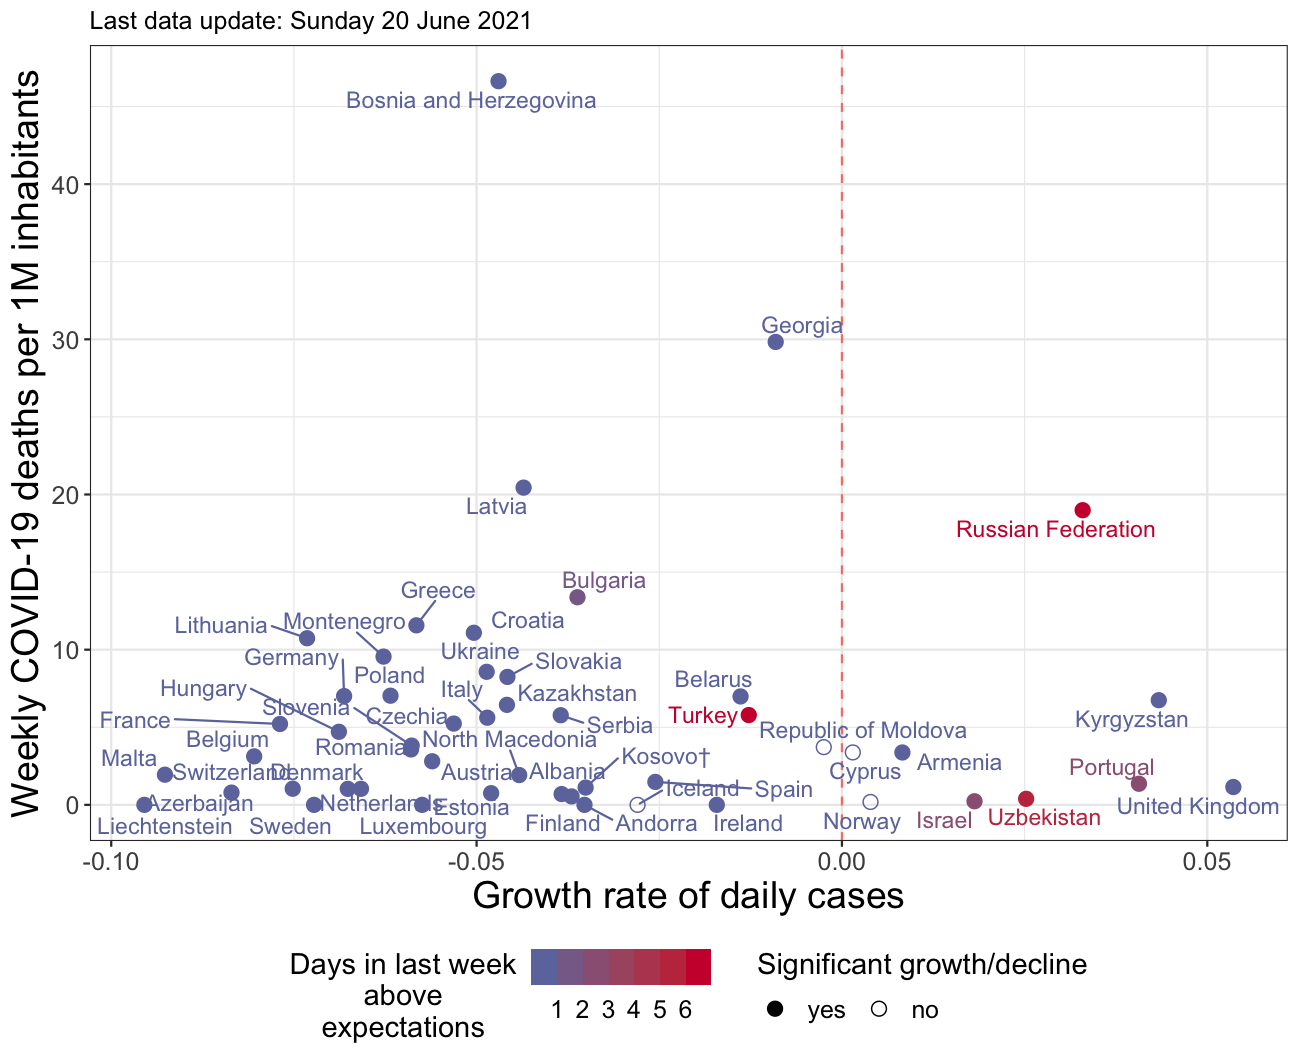 Last data update: Sunday 20 June 2021
Weekly COVID-19 deaths per 1M inhabitants
40
30
20
10
0
Bosnia and Herzegovina
Georgia
Latvia
Russian Federation
Bulgaria
Greece
Lithuania
Montenegro
Croatia
Germany
Ukraine
Slovakia
Hungary
Poland
Italy
Kazakhstan
Belarus
Slovenia
France
Czechia
Serbia
Turkey
Kyrgyzstan
Belgium
Romania
North Macedonia
Republic of Moldova
Malta
Switzerland
Denmark
Austria
Albania
Kosovo†
Cyprus
Armenia
Portugal
Azerbaijan
Netherlands
Estonia
Iceland
Spain
United Kingdom
Liechtenstein
Sweden
Luxembourg
Finland
Andorra
Ireland
Norway
Israel
Uzbekistan
-0.10
-0.05
0.00
0.05
Growth rate of daily cases
Days in last week
above
expectations
1 2 3 4 5 6
Significant growth/decline
yes
no